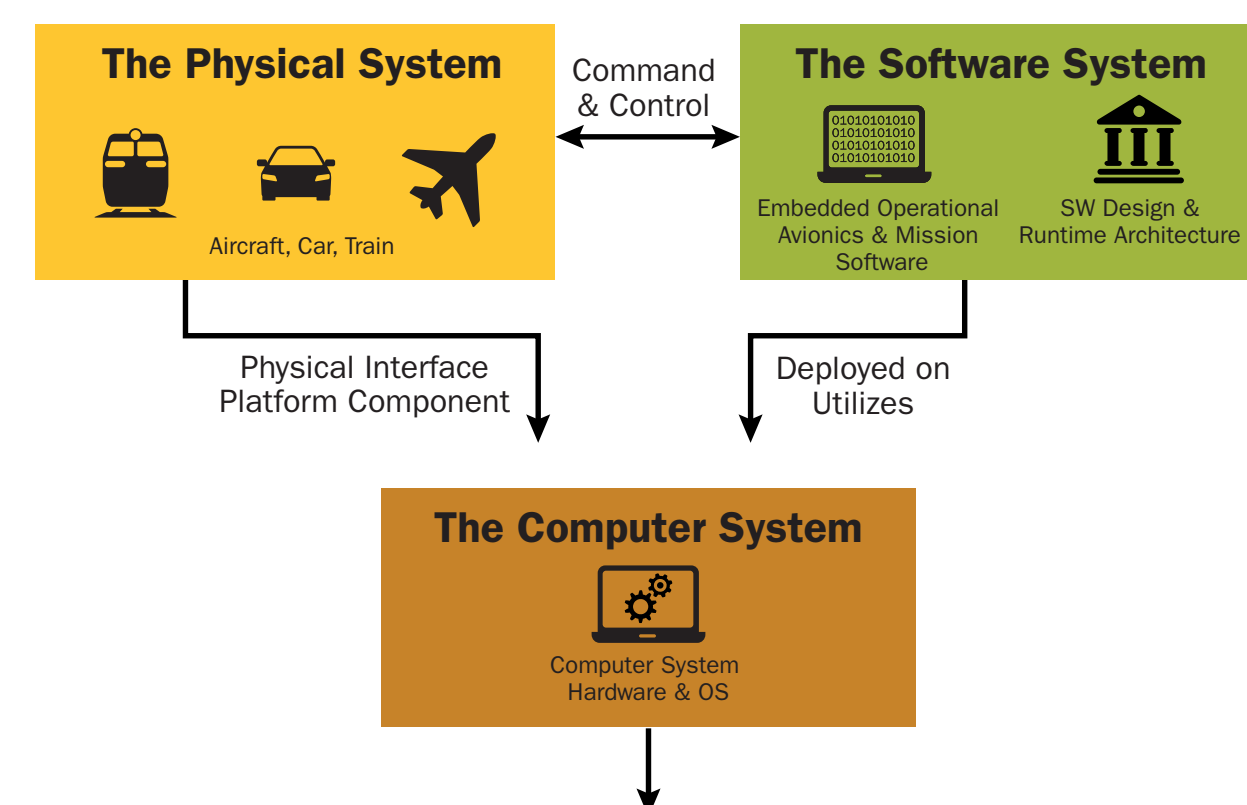 The Physical System
Aircraft, Car, Train
Command
& Control
The Software System
01010101010
01010101010
01010101010
01010101010
Embedded Operational
Avionics & Mission
Software
SW Design &
Runtime Architecture
Physical Interface
Platform Component
Deployed on
Utilizes
The Computer System
Computer System
Hardware & OS